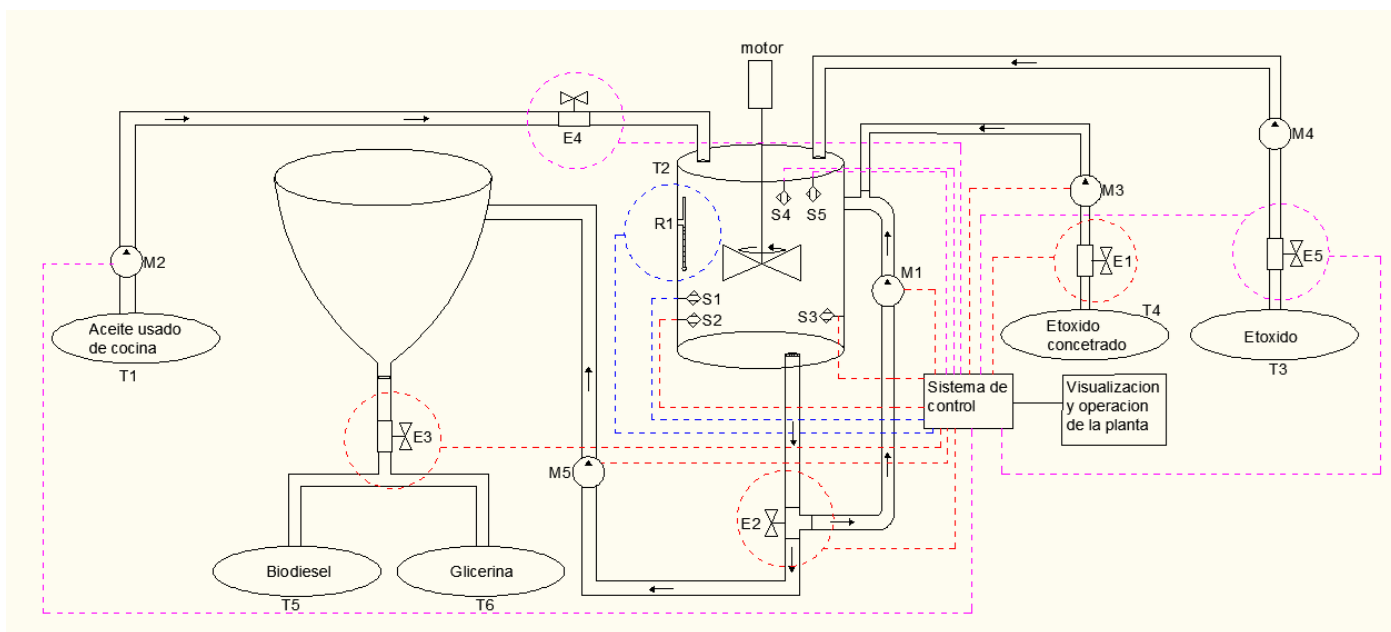 motor
E4
M4
T2
M3
S4
S5
R1
M2
E1
E5
M1
S1
S2
S3
Aceite usado
de cocina
T1
T4
Etoxido
concetrado
Etoxido
T3
Sistema de
control
Visualizacion
y operacion
de la planta
E3
M5
E2
Biodiesel
T5
Glicerina
T6